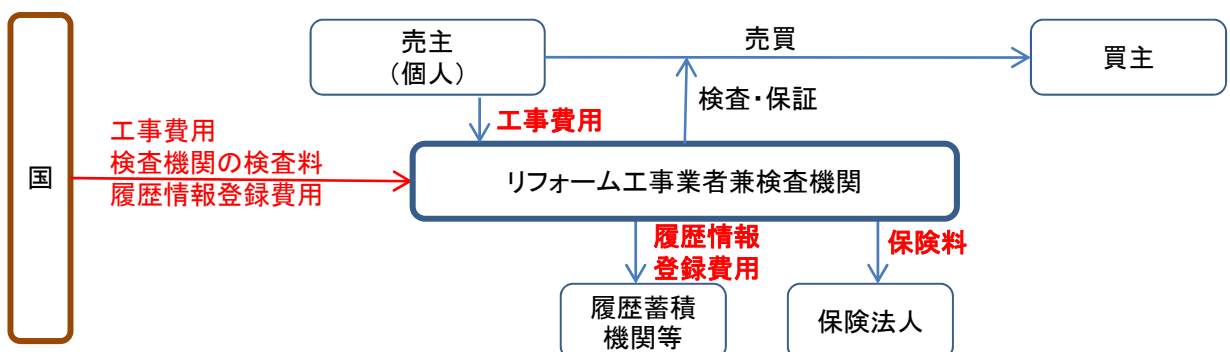 売主
（個人）
売買
買主
検査・保証
工事費用
工事費用
検査機関の検査料
履歴情報登録費用
国
リフォーム工事業者兼検査機関
履歴情報
登録費用
保険料
履歴蓄積
機関等
保険法人